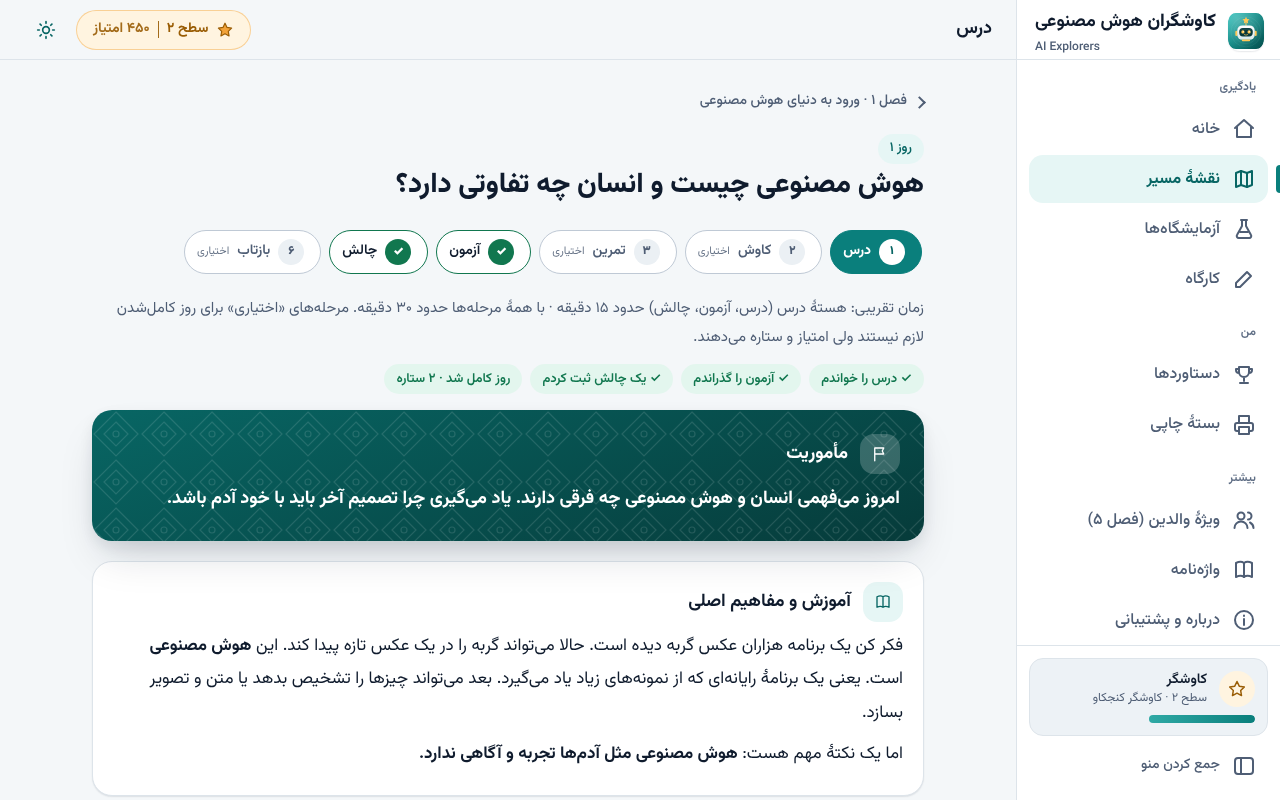 کاوشگران هوش مصنوعی
AI Explorers
یادگیری
خانه
نقشهٔ مسیر
آزمایشگاه‌ها
کارگاه
من
دستاوردها
بستهٔ چاپی
بیشتر
ویژهٔ والدین (فصل ۵)
واژه‌نامه
درباره و پشتیبانی
کاوشگر
سطح ۲ · کاوشگر کنجکاو
جمع کردن منو
درس
سطح ۲ | ۴۵۰ امتیاز
فصل ۱ · ورود به دنیای هوش مصنوعی
روز ۱
هوش مصنوعی چیست و انسان چه تفاوتی دارد؟
۱ درس ۲ کاوش اختیاری ۳ تمرین اختیاری ✓ آزمون ✓ چالش ۶ بازتاب اختیاری
زمان تقریبی: هستهٔ درس (درس، آزمون، چالش) حدود ۱۵ دقیقه · با همهٔ مرحله‌ها حدود ۳۰ دقیقه. مرحله‌های «اختیاری» برای روز کامل‌شدن
لازم نیستند ولی امتیاز و ستاره می‌دهند.
✓ درس را خواندم ✓ آزمون را گذراندم ✓ یک چالش ثبت کردم روز کامل شد · ۲ ستاره
مأموریت
امروز می‌فهمی انسان و هوش مصنوعی چه فرقی دارند. یاد می‌گیری چرا تصمیم آخر باید با خود آدم باشد.
آموزش و مفاهیم اصلی
فکر کن یک برنامه هزاران عکس گربه دیده است. حالا می‌تواند گربه را در یک عکس تازه پیدا کند. این هوش مصنوعی
است. یعنی یک برنامهٔ رایانه‌ای که از نمونه‌های زیاد یاد می‌گیرد. بعد می‌تواند چیزها را تشخیص بدهد یا متن و تصویر
بسازد.
اما یک نکتهٔ مهم هست: هوش مصنوعی مثل آدم‌ها تجربه و آگاهی ندارد.